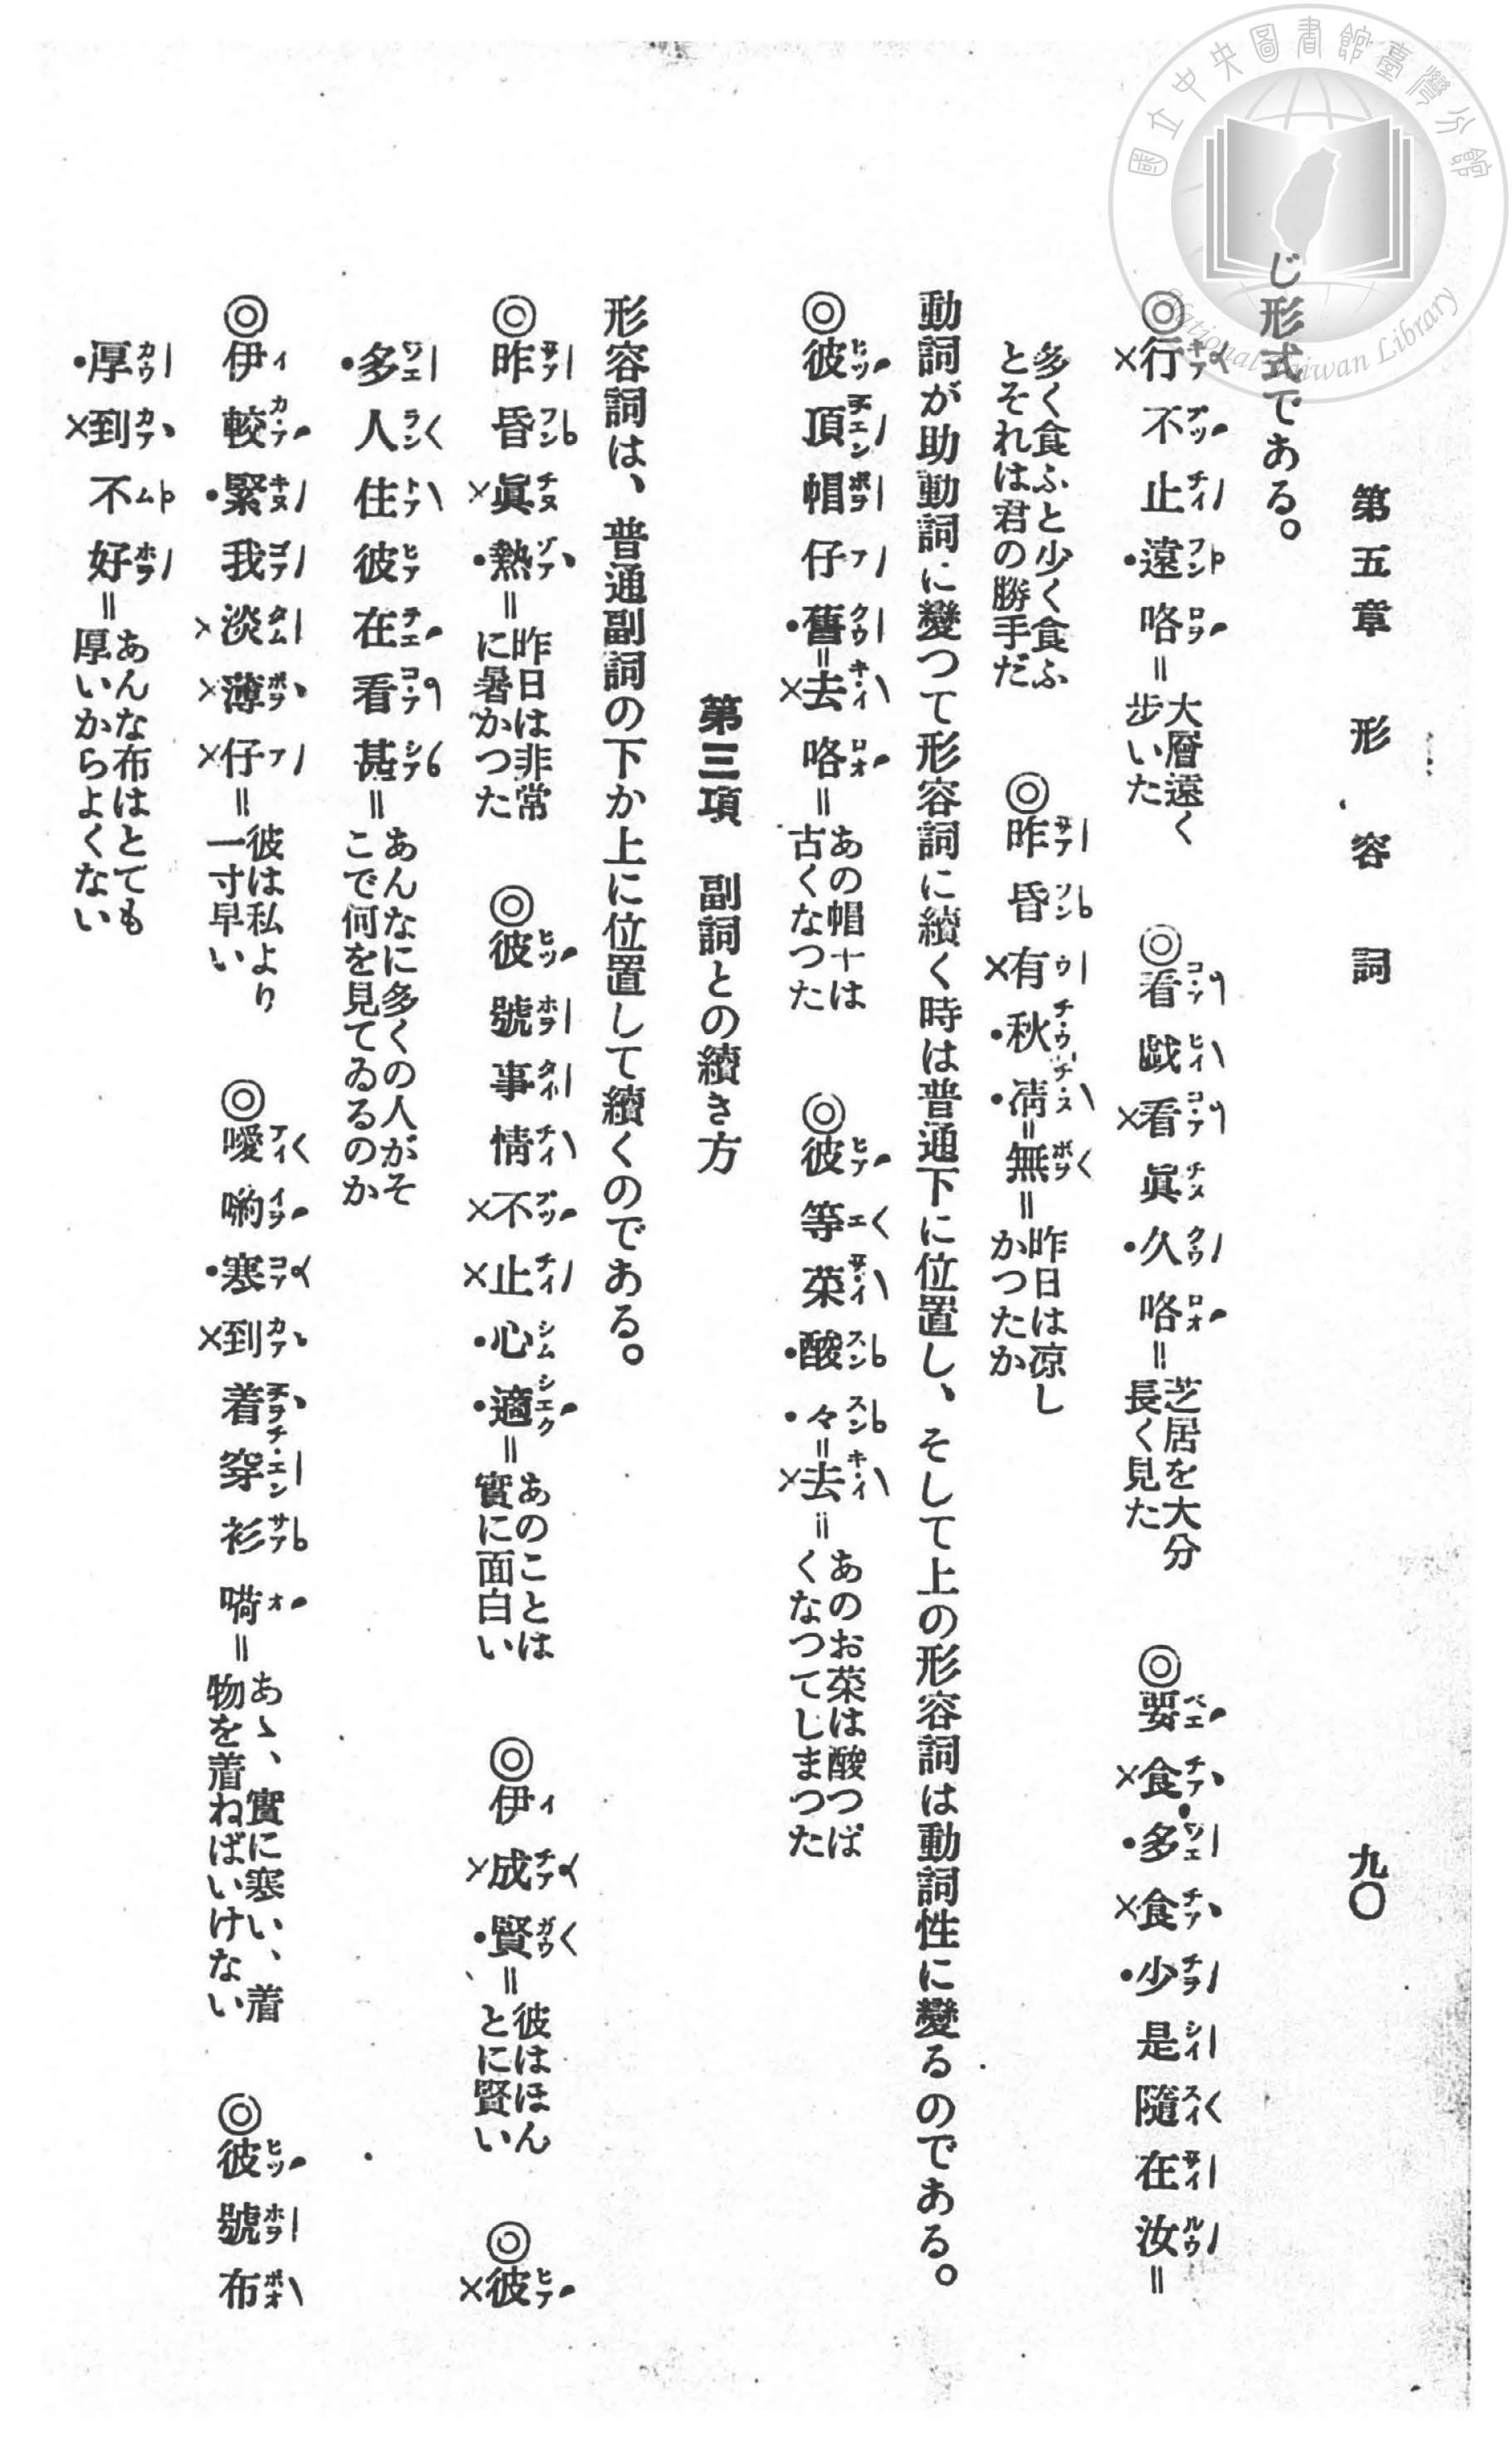 國立中央圖書館臺灣分館
National Taiwan Library
第五章 形容詞 九〇
じ形式である。
◎行不止遠咯=大層遠く步いた ◎看戯看眞久咯=芝居を大分長く見た ◎要食多食少是隨在汝=
多く食ふと少く食ふとそれは君の勝手だ ◎昨昏有秋凊=無=昨日は凉しかつたか
動詞が助動詞に變つて形容詞に續く時は普通下に位置し、そして上の形容詞は動詞性に變るのである。
◎彼頂帽仔舊=去咯=あの帽子は古くなつた ◎彼等菜酸々=去=あのお菜は酸つぱくなつてしまつた
第三項 副詞との續き方
形容詞は、普通副詞の下か上に位置して續くのである。
◎昨昏眞熱=昨日は非常に暑かつた ◎彼號事情不止心適=あのことは實に面白い ◎伊成賢=彼はほんとに賢い ◎彼
多人住彼在看甚=あんなに多くの人がそこで何を見てゐるのか
◎伊較緊我淡薄仔=彼は私より一寸早い ◎噯喲寒到着穿衫嗬=あゝ、實に寒い、着物を着ねばいけない ◎彼號布
厚到不好=あんな布はとても厚いからよくない